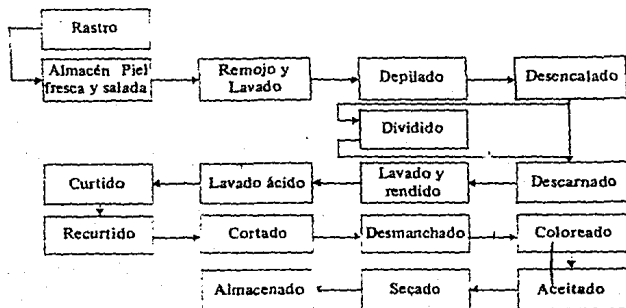 Rastro
Almacén Piel
fresca y salada
Remojo y
Lavado
Depilado
Desencalado
Dividido
Curtido
Lavado ácido
Lavado y
rendido
Descarnado
Recurtido
Cortado
Desmanchado
Coloreado
Almacenado
Secado
Aceitado